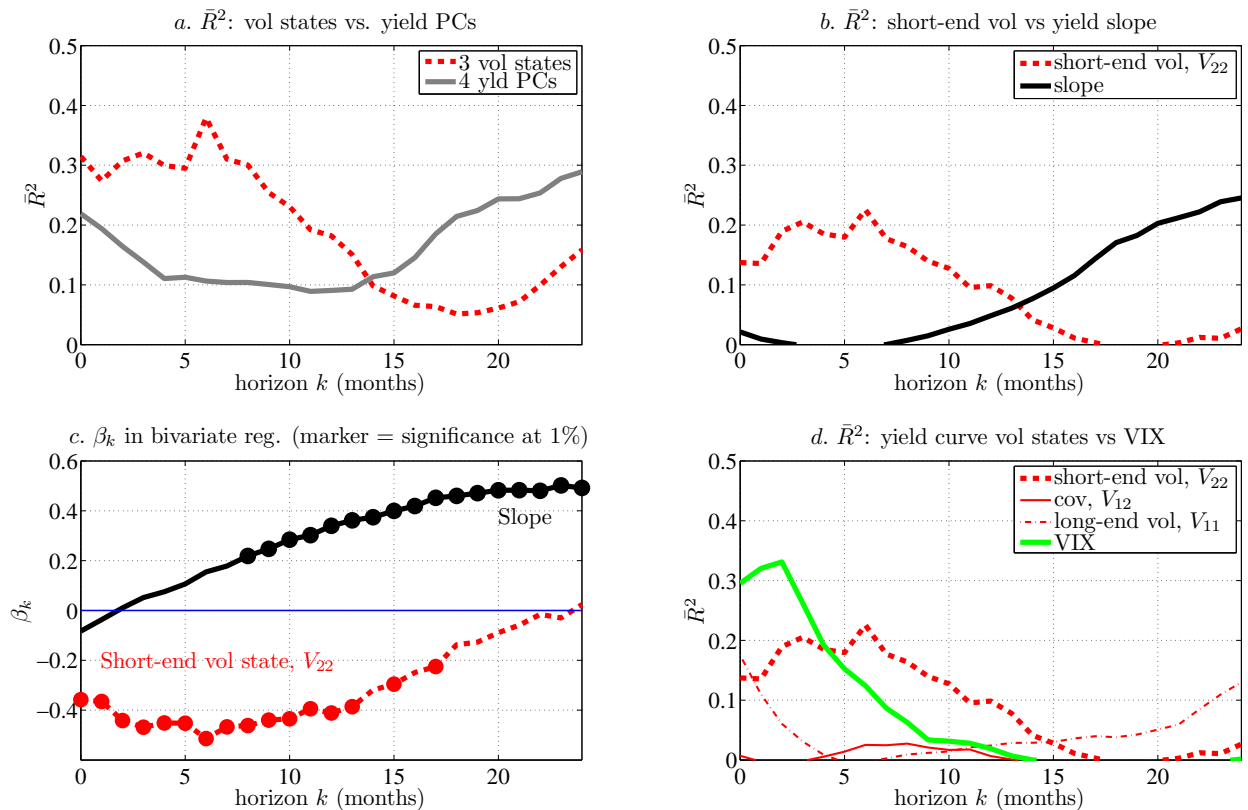 a. R̄²: vol states vs. yield PCs
0.5
0.4
0.3
0.2
0.1
0
R̄²
3 vol states
4 yld PCs
0 5 10 15 20
horizon k (months)
b. R̄²: short-end vol vs yield slope
0.5
0.4
0.3
0.2
0.1
0
R̄²
short-end vol, V₂₂
slope
0 5 10 15 20
horizon k (months)
c. βₖ in bivariate reg. (marker = significance at 1%)
0.6
0.4
0.2
0
−0.2
−0.4
βₖ
Slope
Short-end vol state, V₂₂
0 5 10 15 20
horizon k (months)
d. R̄²: yield curve vol states vs VIX
0.5
0.4
0.3
0.2
0.1
0
R̄²
short-end vol, V₂₂
cov, V₁₂
long-end vol, V₁₁
VIX
0 5 10 15 20
horizon k (months)